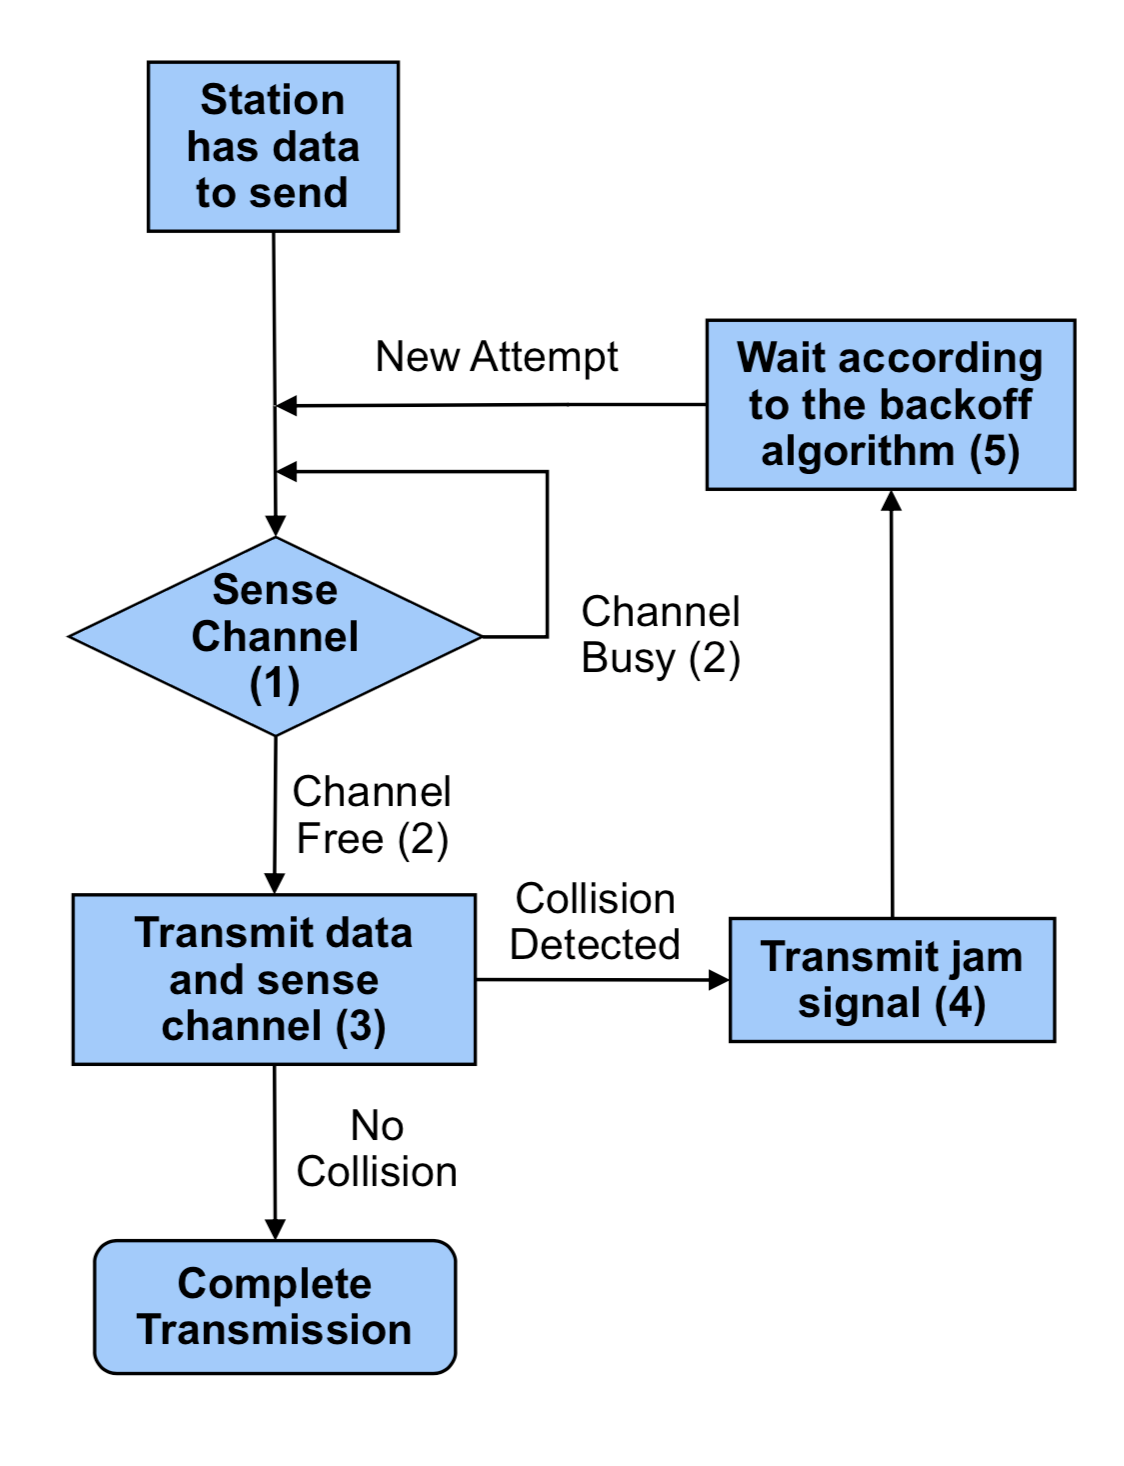 Station
has data
to send
New Attempt
Wait according
to the backoff
algorithm (5)
Sense
Channel
(1)
Channel
Busy (2)
Channel
Free (2)
Transmit data
and sense
channel (3)
Collision
Detected
Transmit jam
signal (4)
No
Collision
Complete
Transmission